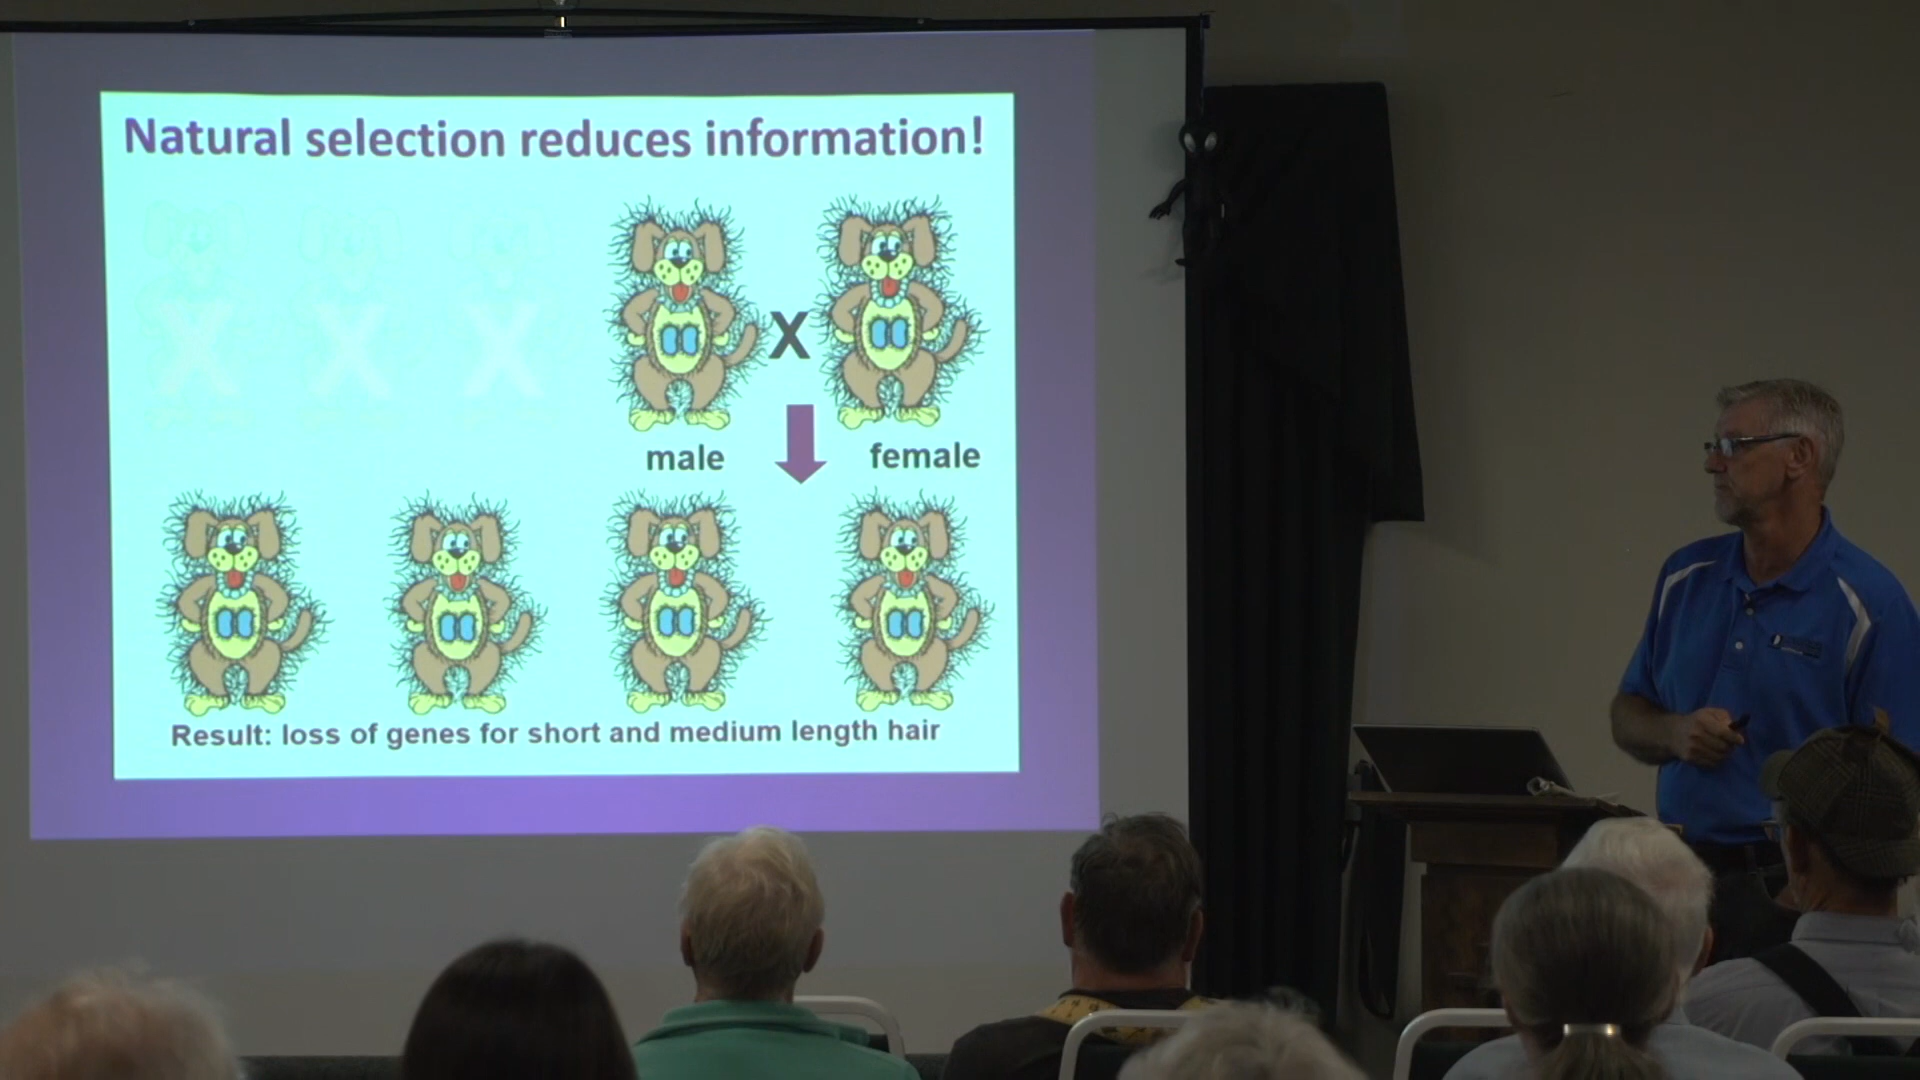 Natural selection reduces information!
X X X
X
male female
Result: loss of genes for short and medium length hair